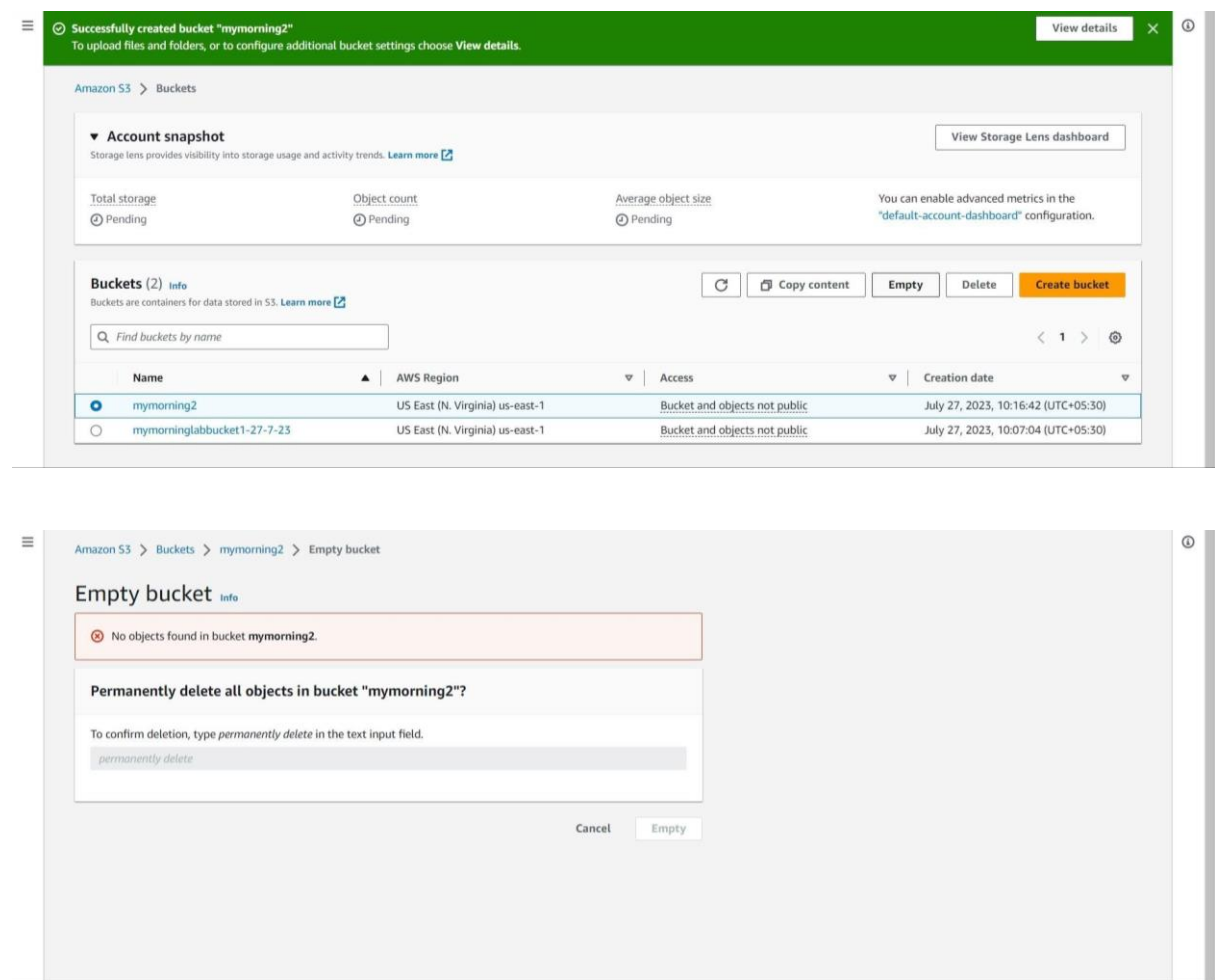 Successfully created bucket "mymorning2"
To upload files and folders, or to configure additional bucket settings choose View details.
View details
Amazon S3 > Buckets
Account snapshot
Storage lens provides visibility into storage usage and activity trends. Learn more
View Storage Lens dashboard
Total storage
Pending
Object count
Pending
Average object size
Pending
You can enable advanced metrics in the
"default-account-dashboard" configuration.
Buckets (2) Info
Buckets are containers for data stored in S3. Learn more
Copy content
Empty
Delete
Create bucket
Find buckets by name
1
Name AWS Region Access Creation date
mymorning2 US East (N. Virginia) us-east-1 Bucket and objects not public July 27, 2023, 10:16:42 (UTC+05:30)
mymorninglabbucket1-27-7-23 US East (N. Virginia) us-east-1 Bucket and objects not public July 27, 2023, 10:07:04 (UTC+05:30)
Amazon S3 > Buckets > mymorning2 > Empty bucket
Empty bucket Info
No objects found in bucket mymorning2.
Permanently delete all objects in bucket "mymorning2"?
To confirm deletion, type permanently delete in the text input field.
permanently delete
Cancel Empty